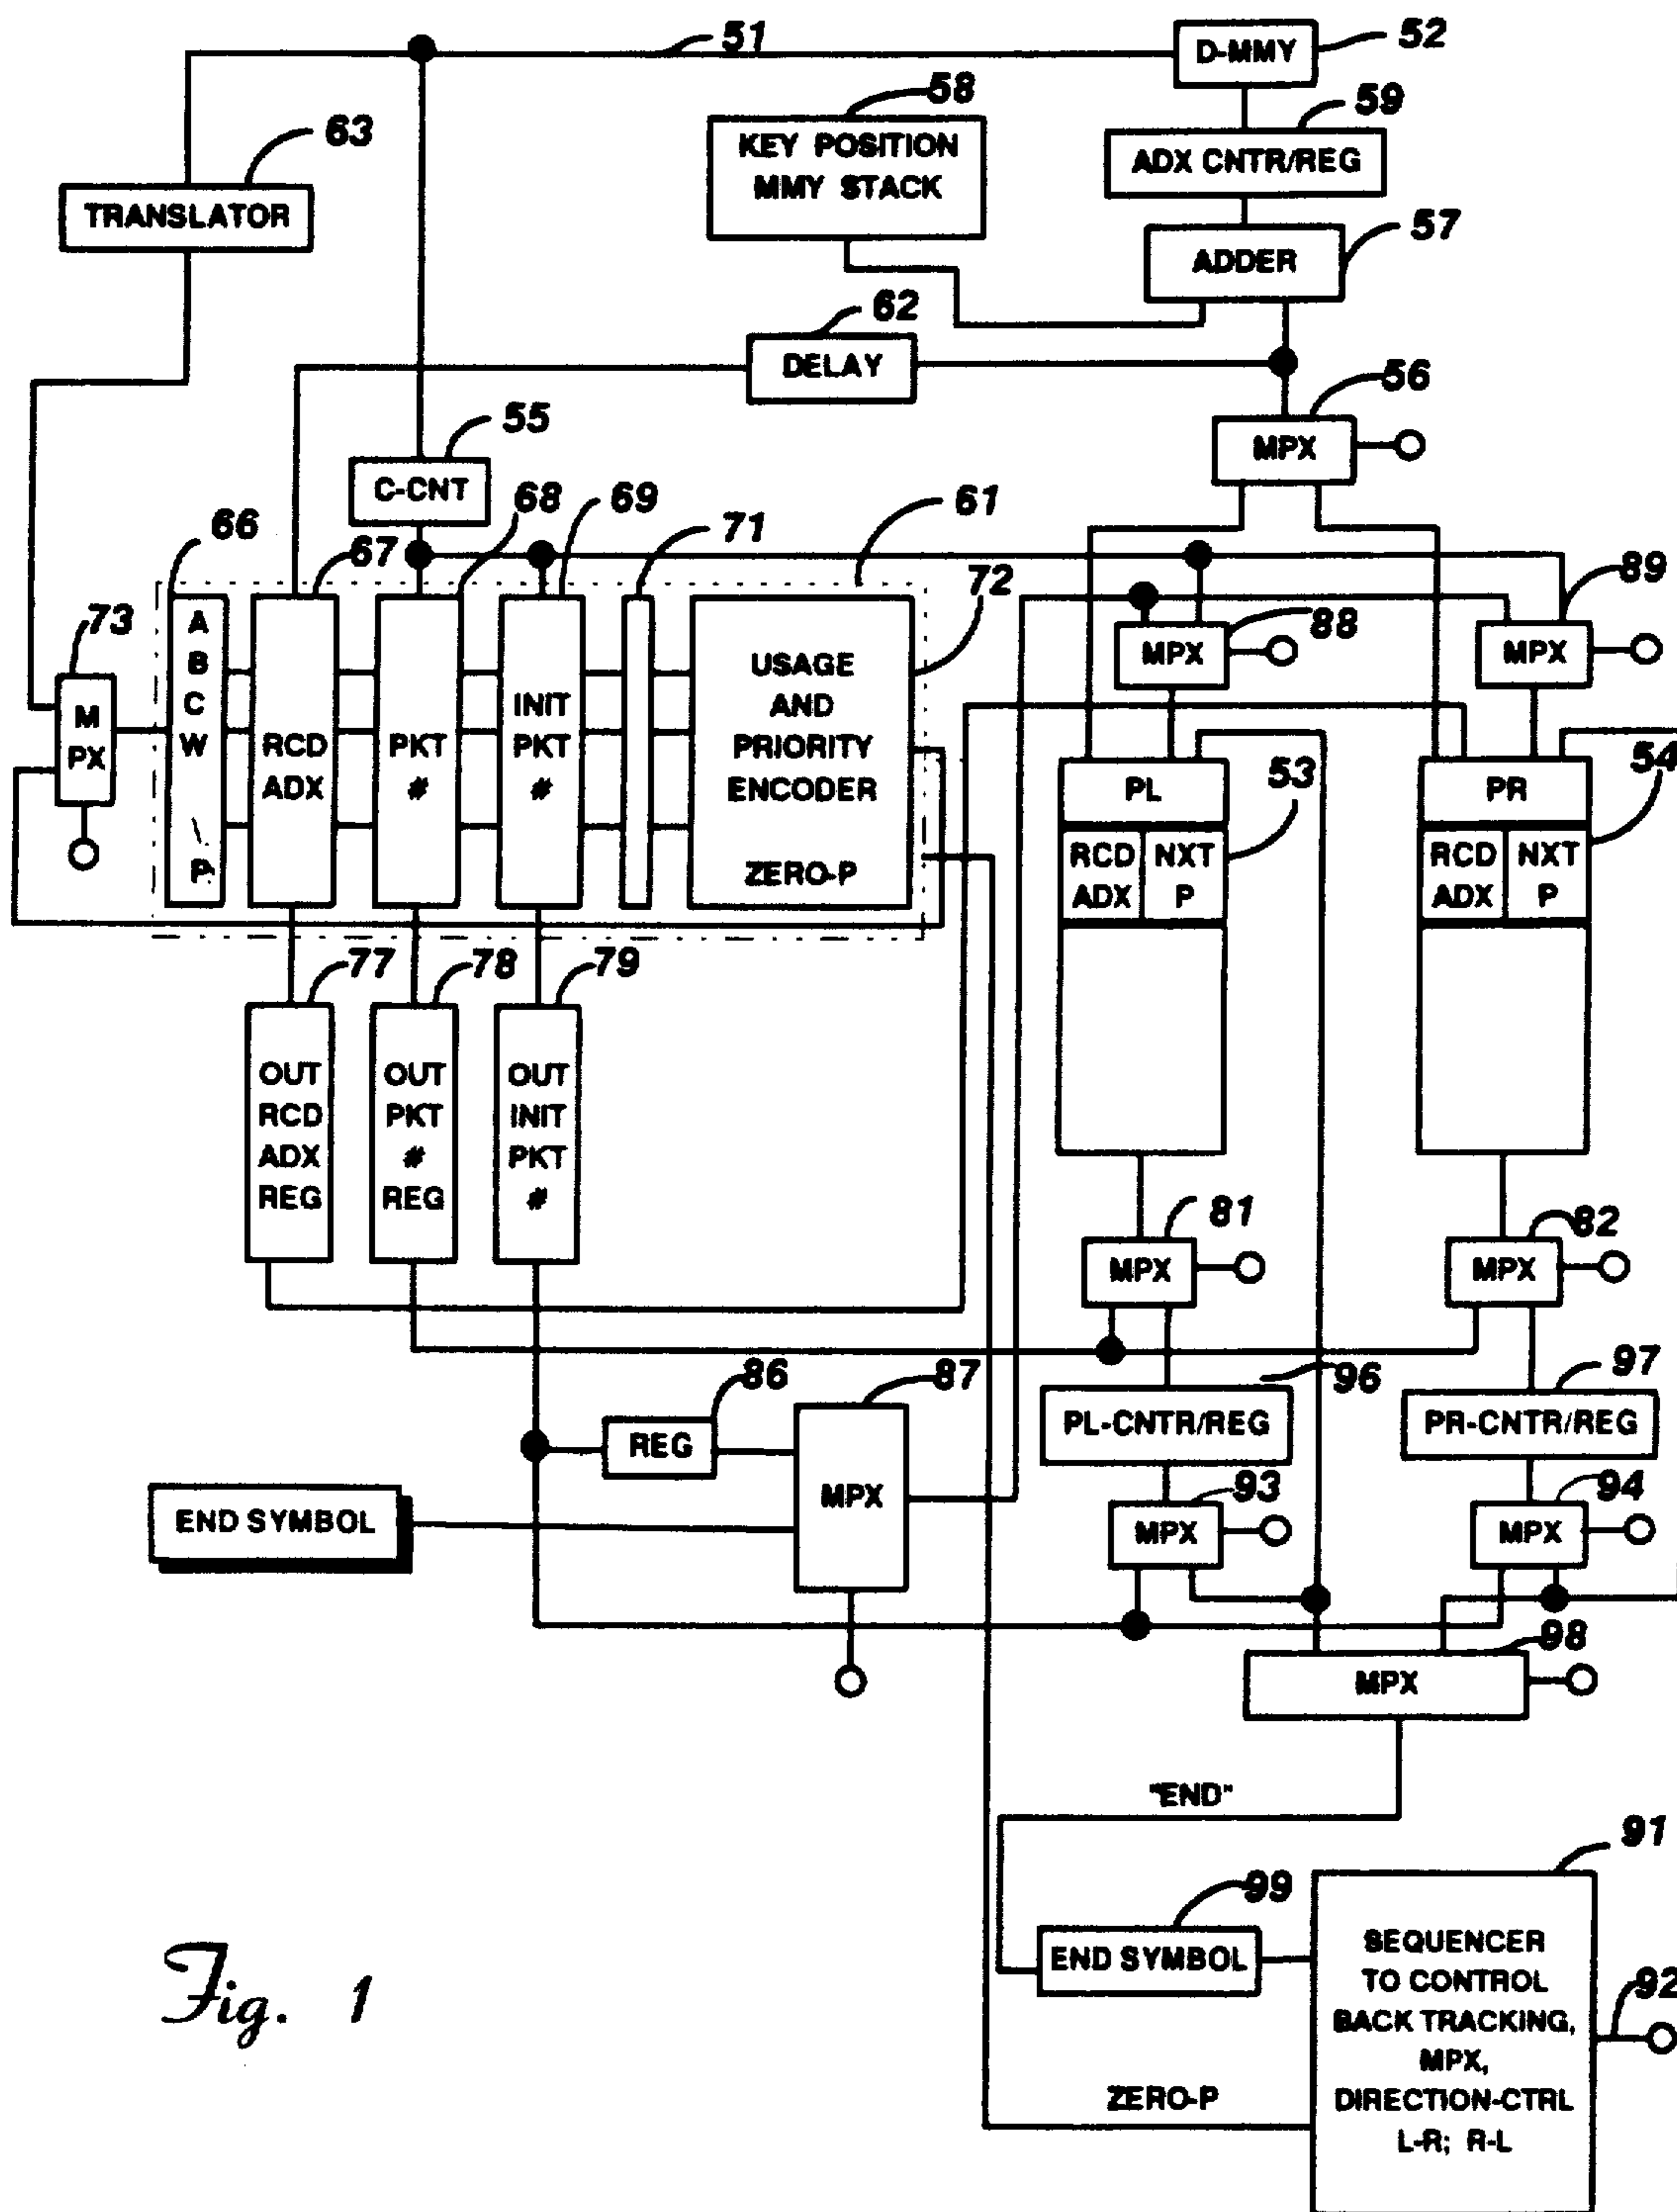 51
D-MMY
52
58
59
63
KEY POSITION
MMY STACK
ADX CNTR/REG
TRANSLATOR
57
ADDER
62
DELAY
56
MPX
55
C-CNT
68
69
71
61
66
67
72
89
73
88
MPX
MPX
A
B
C
W
P
M
PX
RCD
ADX
PKT
#
INIT
PKT
#
USAGE
AND
PRIORITY
ENCODER
ZERO-P
53
54
PL
PR
RCD
ADX
NXT
P
RCD
ADX
NXT
P
77
78
79
OUT
RCD
ADX
REG
OUT
PKT
#
REG
OUT
INIT
PKT
#
81
82
MPX
MPX
86
87
96
97
REG
PL-CNTR/REG
PR-CNTR/REG
MPX
93
94
END SYMBOL
MPX
MPX
98
MPX
"END"
91
99
END SYMBOL
SEQUENCER
TO CONTROL
BACK TRACKING,
MPX,
DIRECTION-CTRL
L-R; R-L
92
ZERO-P
Fig. 1